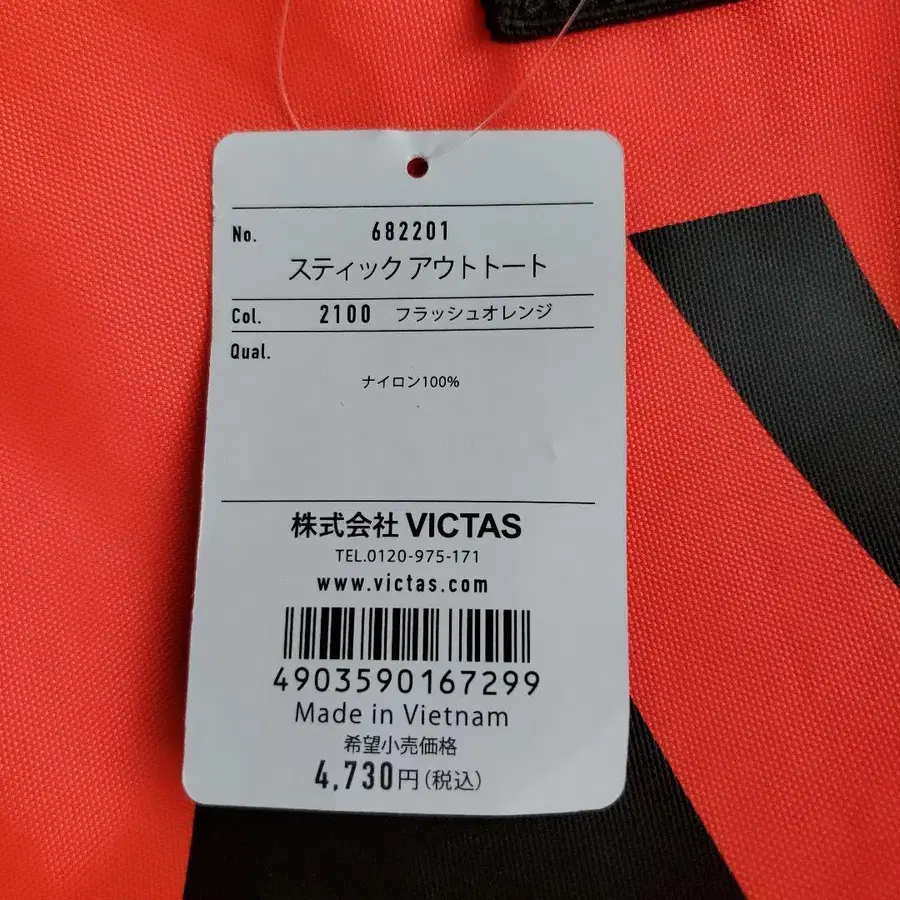 No. 682201
スティック アウトトート
Col. 2100 フラッシュオレンジ
Qual.
ナイロン100%
株式会社 VICTAS
TEL.0120-975-171
www.victas.com
4903590167299
Made in Vietnam
希望小売価格
4,730円(税込)